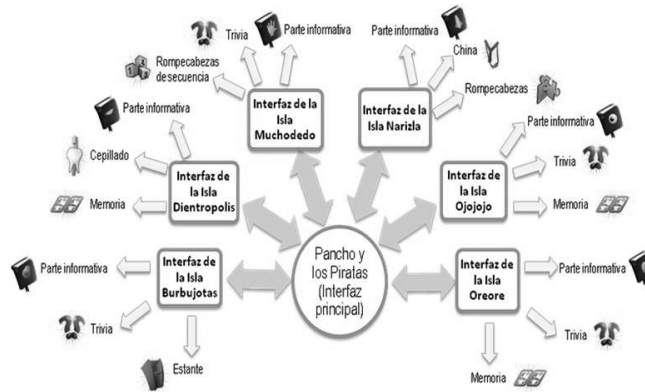 Trivia
Parte informativa
Rompecabezas
de secuencia
Interfaz de la
Isla
Muchodedo
Parte informativa
China
Rompecabezas
Interfaz de la
Isla Narizla
Parte informativa
Cepillado
Memoria
Interfaz de
la Isla
Dientropolis
Parte informativa
Trivia
Memoria
Interfaz de
la Isla
Ojojojo
Parte informativa
Trivia
Estante
Interfaz de
la Isla
Burbujotas
Pancho y
los Piratas
(Interfaz
principal)
Interfaz de
la Isla
Oreore
Parte informativa
Trivia
Memoria